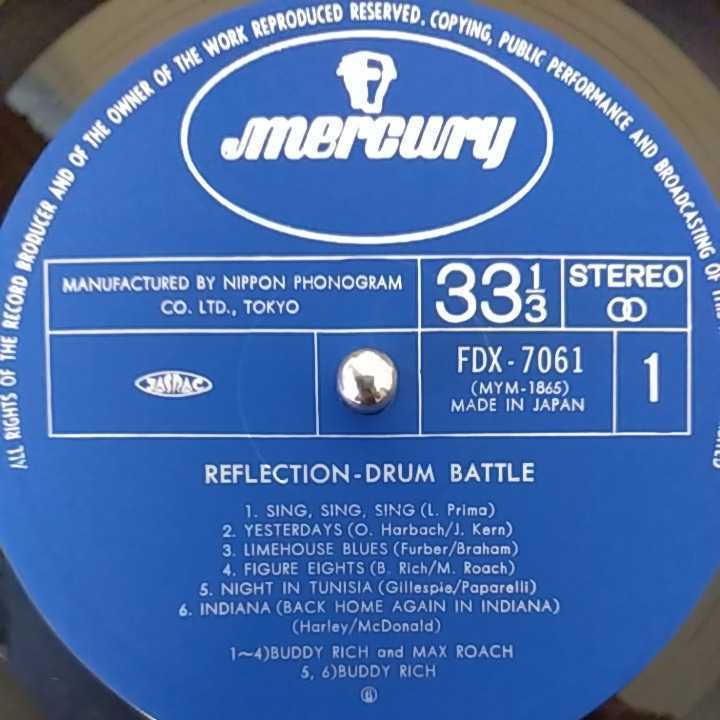 ALL RIGHTS OF THE RECORD BRODUCER AND OF THE OWNER OF THE WORK REPRODUCED RESERVED. COPYING, PUBLIC PERFORMANCE AND BROADCASTING OF
mercury
MANUFACTURED BY NIPPON PHONOGRAM
CO. LTD., TOKYO
33 1/3
STEREO
JASRAC
FDX-7061
(MYM-1865)
MADE IN JAPAN
1
REFLECTION-DRUM BATTLE
1. SING, SING, SING (L. Prima)
2. YESTERDAYS (O. Harbach/J. Kern)
3. LIMEHOUSE BLUES (Furber/Braham)
4. FIGURE EIGHTS (B. Rich/M. Roach)
5. NIGHT IN TUNISIA (Gillespie/Paparelli)
6. INDIANA (BACK HOME AGAIN IN INDIANA)
(Harley/McDonald)
1~4)BUDDY RICH and MAX ROACH
5, 6)BUDDY RICH